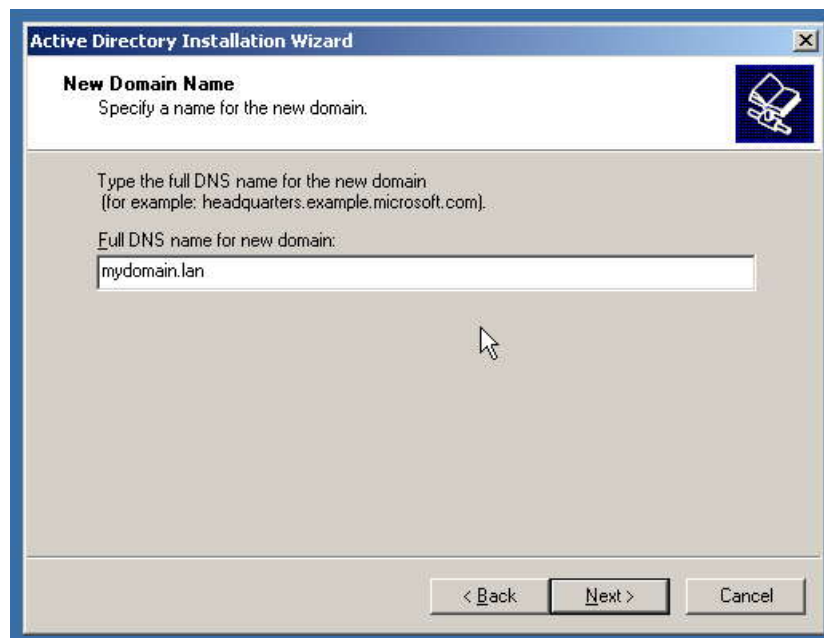 Active Directory Installation Wizard
New Domain Name
Specify a name for the new domain.
Type the full DNS name for the new domain
(for example: headquarters.example.microsoft.com).
Full DNS name for new domain:
mydomain.lan
< Back
Next >
Cancel